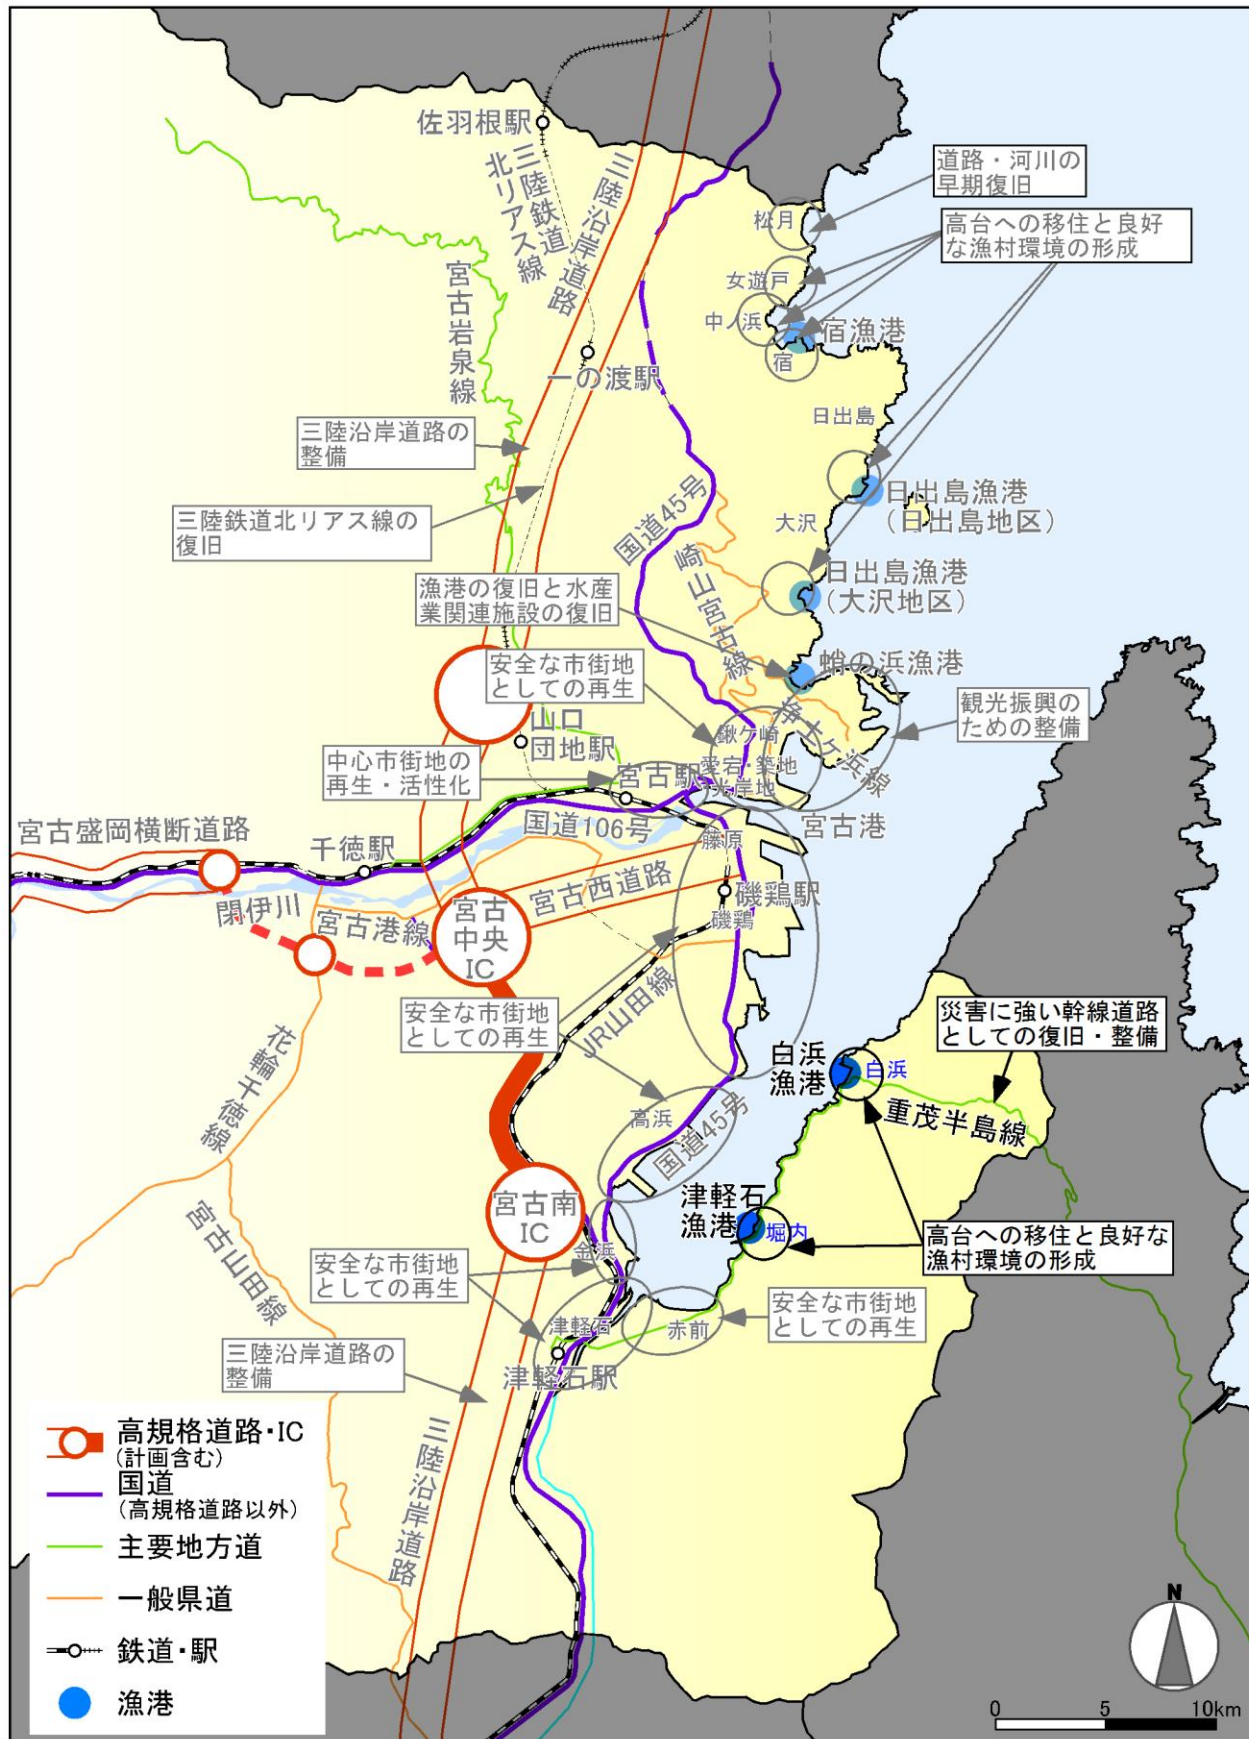 佐羽根駅
三陸鉄道
北リアス線
三陸沿岸道路
道路・河川の
早期復旧
松月
高台への移住と良好
な漁村環境の形成
女遊戸
中ノ浜
宿漁港
宿
宮古岩泉線
一の渡駅
日出島
三陸沿岸道路の
整備
三陸鉄道北リアス線の
復旧
国道45号
日出島漁港
（日出島地区）
大沢
日出島漁港
（大沢地区）
漁港の復旧と水産
業関連施設の復旧
崎山宮古線
安全な市街地
としての再生
蛸の浜漁港
浄土ヶ浜線
観光振興の
ための整備
山口
団地駅
鍬ケ崎
中心市街地の
再生・活性化
宮古駅
愛宕・築地
光岸地
宮古港
宮古盛岡横断道路
千徳駅
国道106号
藤原
閉伊川
宮古港線
宮古
中央
IC
宮古西道路
磯鶏駅
磯鶏
JR山田線
安全な市街地
としての再生
災害に強い幹線道路
としての復旧・整備
白浜
漁港
白浜
重茂半島線
花輪千徳線
高浜
国道45号
宮古南
IC
津軽石
漁港
堀内
高台への移住と良好な
漁村環境の形成
宮古山田線
金浜
安全な市街地
としての再生
津軽石
赤前
安全な市街地
としての再生
三陸沿岸道路の
整備
津軽石駅
三陸沿岸道路
高規格道路・IC
(計画含む)
国道
(高規格道路以外)
主要地方道
一般県道
鉄道・駅
漁港
N
0 5 10km